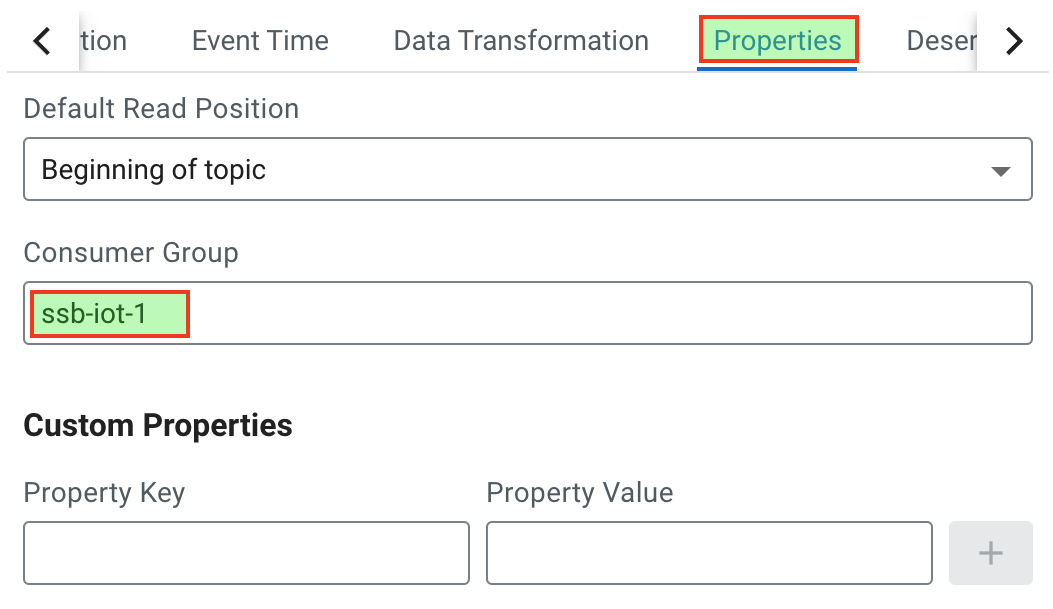 tion Event Time Data Transformation Properties Deser
Default Read Position
Beginning of topic
Consumer Group
ssb-iot-1
Custom Properties
Property Key Property Value
+